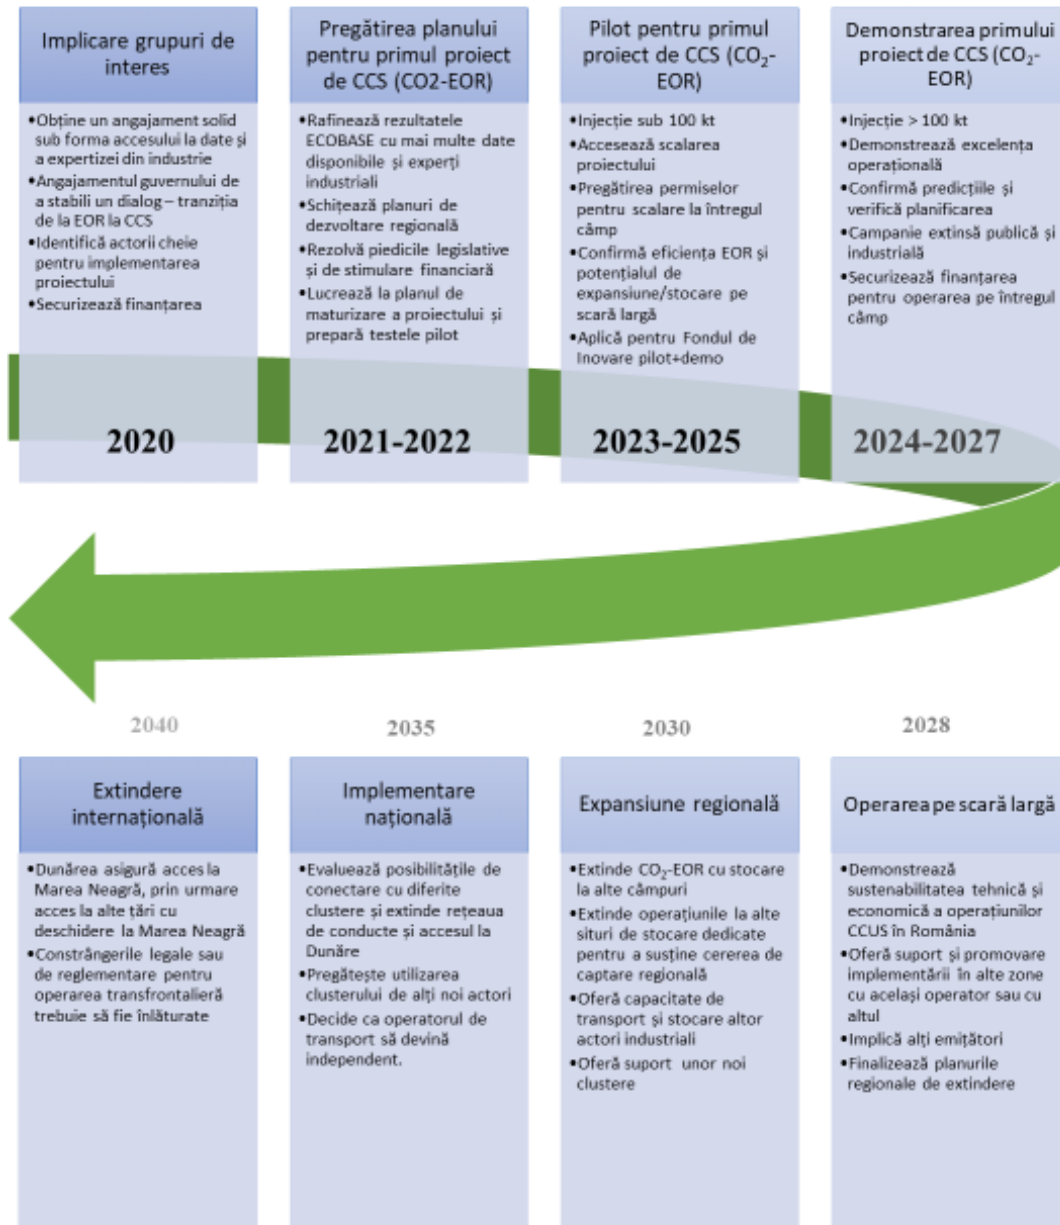 Implicare grupuri de
interes
•Obține un angajament solid
sub forma accesului la date și
a expertizei din industrie
•Angajamentul guvernului de
a stabili un dialog – tranziția
de la EOR la CCS
•Identifică actorii cheie
pentru implementarea
proiectului
•Securizează finanțarea
2020
Pregătirea planului
pentru primul proiect
de CCS (CO2-EOR)
•Rafinează rezultatele
ECOBASE cu mai multe date
disponibile și experți
industriali
•Schițează planuri de
dezvoltare regională
•Rezolvă piedicile legislative
și de stimulare financiară
•Lucrează la planul de
maturizare a proiectului și
prepară testele pilot
2021-2022
Pilot pentru primul
proiect de CCS (CO₂-
EOR)
•Injecție sub 100 kt
•Accesează scalarea
proiectului
•Pregătirea permiselor
pentru scalare la întregul
câmp
•Confirmă eficiența EOR și
potențialul de
expansiune/stocare pe
scară largă
•Aplică pentru Fondul de
Inovare pilot+demo
2023-2025
Demonstrarea primului
proiect de CCS (CO₂-
EOR)
•Injecție > 100 kt
•Demonstrează excelența
operațională
•Confirmă predicțiile și
verifică planificarea
•Campanie extinsă publică și
industrială
•Securizează finanțarea
pentru operarea pe întregul
câmp
2024-2027
2040
Extindere
internațională
•Dunărea asigură acces la
Marea Neagră, prin urmare
acces la alte țări cu
deschidere la Marea Neagră
•Constrângerile legale sau
de reglementare pentru
operarea transfrontalieră
trebuie să fie înlăturate
2035
Implementare
națională
•Evaluează posibilitățile de
conectare cu diferite
clustere și extinde rețeaua
de conducte și accesul la
Dunăre
•Pregătește utilizarea
clusterului de alți noi actori
•Decide ca operatorul de
transport să devină
independent.
2030
Expansiune regională
•Extinde CO₂-EOR cu stocare
la alte câmpuri
•Extinde operațiunile la alte
situri de stocare dedicate
pentru a susține cererea de
captare regională
•Oferă capacitate de
transport și stocare altor
actori industriali
•Oferă suport unor noi
clustere
2028
Operarea pe scară largă
•Demonstrează
sustenabilitatea tehnică și
economică a operațiunilor
CCUS în România
•Oferă suport și promovare
implementării în alte zone
cu același operator sau cu
altul
•Implică alți emițători
•Finalizează planurile
regionale de extindere